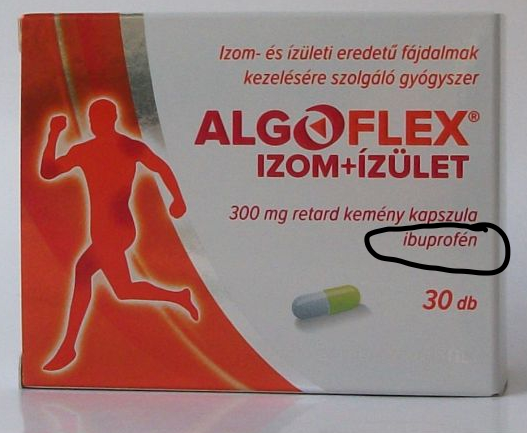 Izom- és ízületi eredetű fájdalmak
kezelésére szolgáló gyógyszer
ALGOFLEX®
IZOM+ÍZÜLET
300 mg retard kemény kapszula
ibuprofén
30 db